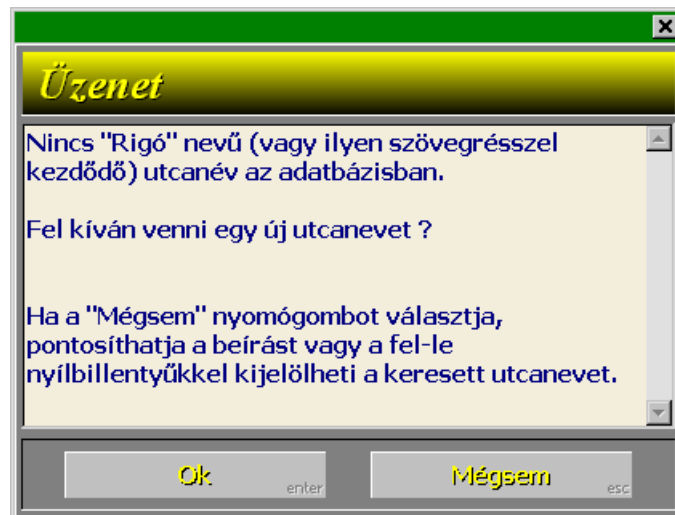 Üzenet
Nincs "Rigó" nevű (vagy ilyen szövegrésszel
kezdődő) utcanév az adatbázisban.
Fel kíván venni egy új utcanevet ?
Ha a "Mégsem" nyomógombot választja,
pontosíthatja a beírást vagy a fel-le
nyílbillentyűkkel kijelölheti a keresett utcanevet.
Ok enter
Mégsem esc